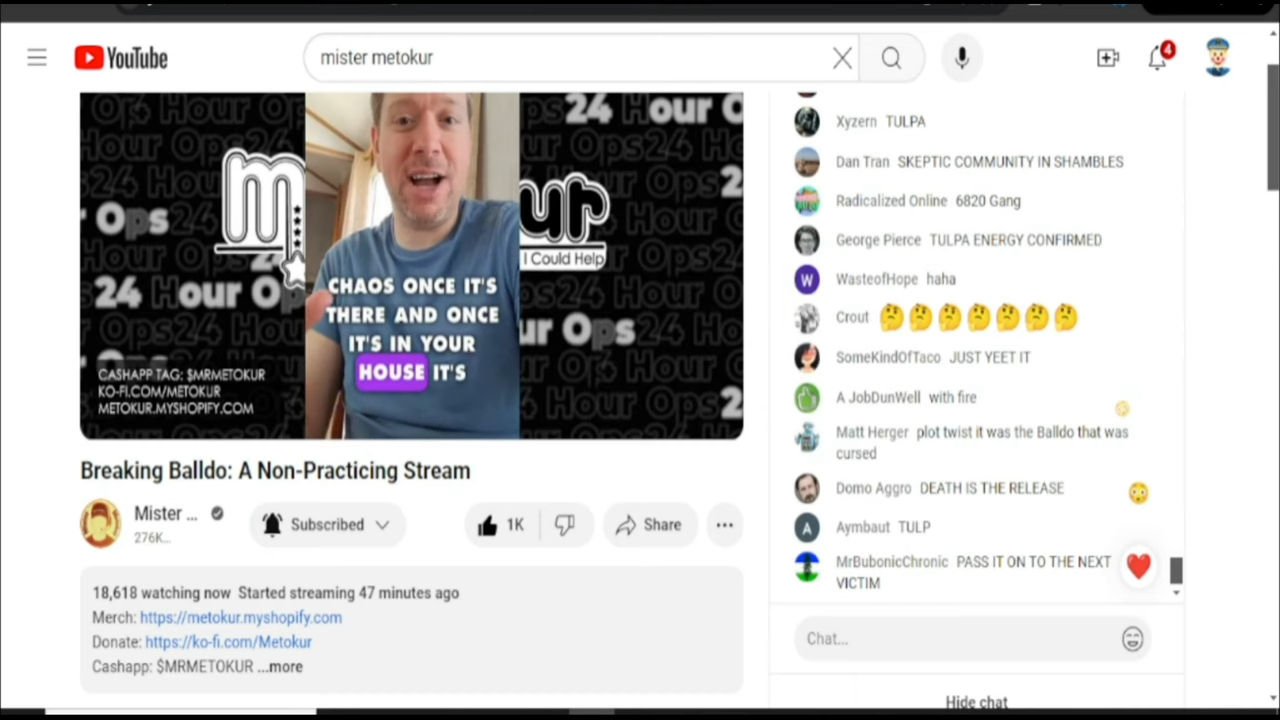 YouTube
mister metokur
4
24 Hour Ops
Hour Ops
I Could Help
24 Hour Ops
CHAOS ONCE IT'S
THERE AND ONCE
IT'S IN YOUR
HOUSE IT'S
CASHAPP TAG: $MRMETOKUR
KO-FI.COM/METOKUR
METOKUR.MYSHOPIFY.COM
Breaking Balldo: A Non-Practicing Stream
Mister ...
276K...
Subscribed
1K
Share
18,618 watching now Started streaming 47 minutes ago
Merch: https://metokur.myshopify.com
Donate: https://ko-fi.com/Metokur
Cashapp: $MRMETOKUR ...more
Xyzern TULPA
Dan Tran SKEPTIC COMMUNITY IN SHAMBLES
Radicalized Online 6820 Gang
George Pierce TULPA ENERGY CONFIRMED
W
WasteofHope haha
Crout
SomeKindOfTaco JUST YEET IT
A JobDunWell with fire
Matt Herger plot twist it was the Balldo that was
cursed
Domo Aggro DEATH IS THE RELEASE
A
Aymbaut TULP
MrBubonicChronic PASS IT ON TO THE NEXT
VICTIM
Chat...
Hide chat